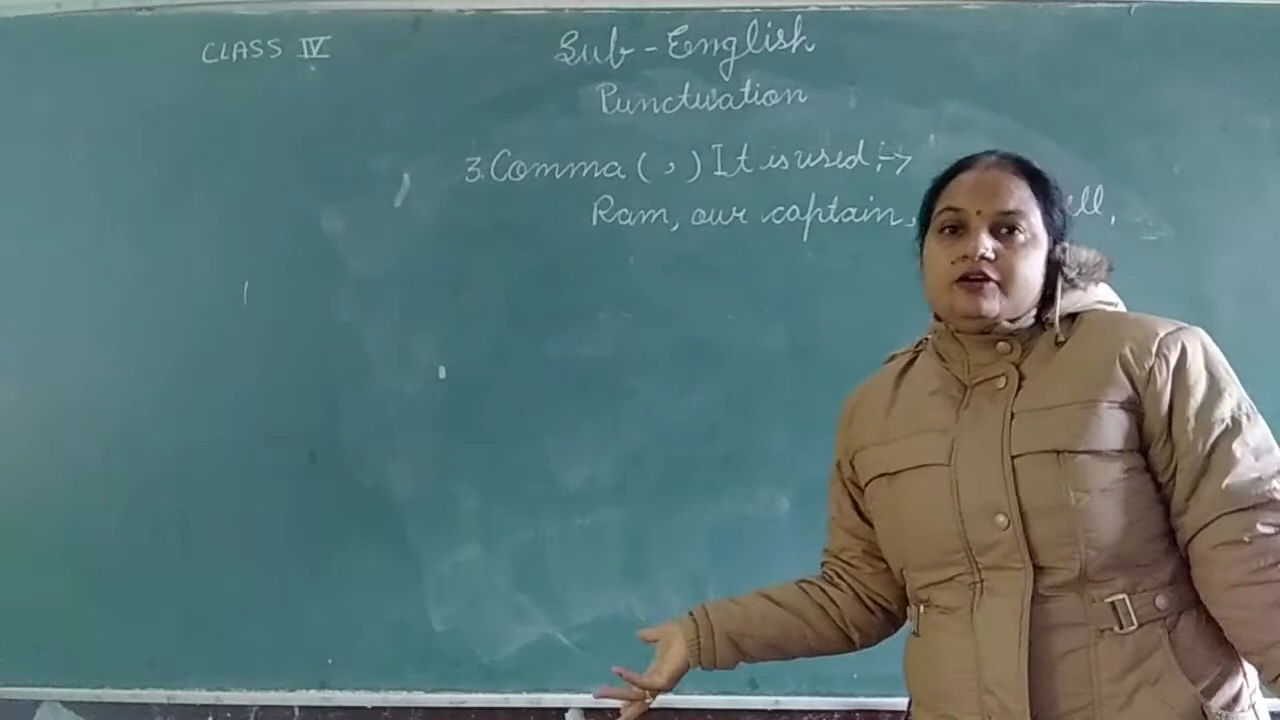 CLASS IV
Sub - English
Punctuation
3. Comma ( , ) It is used :->
Ram, our captain,